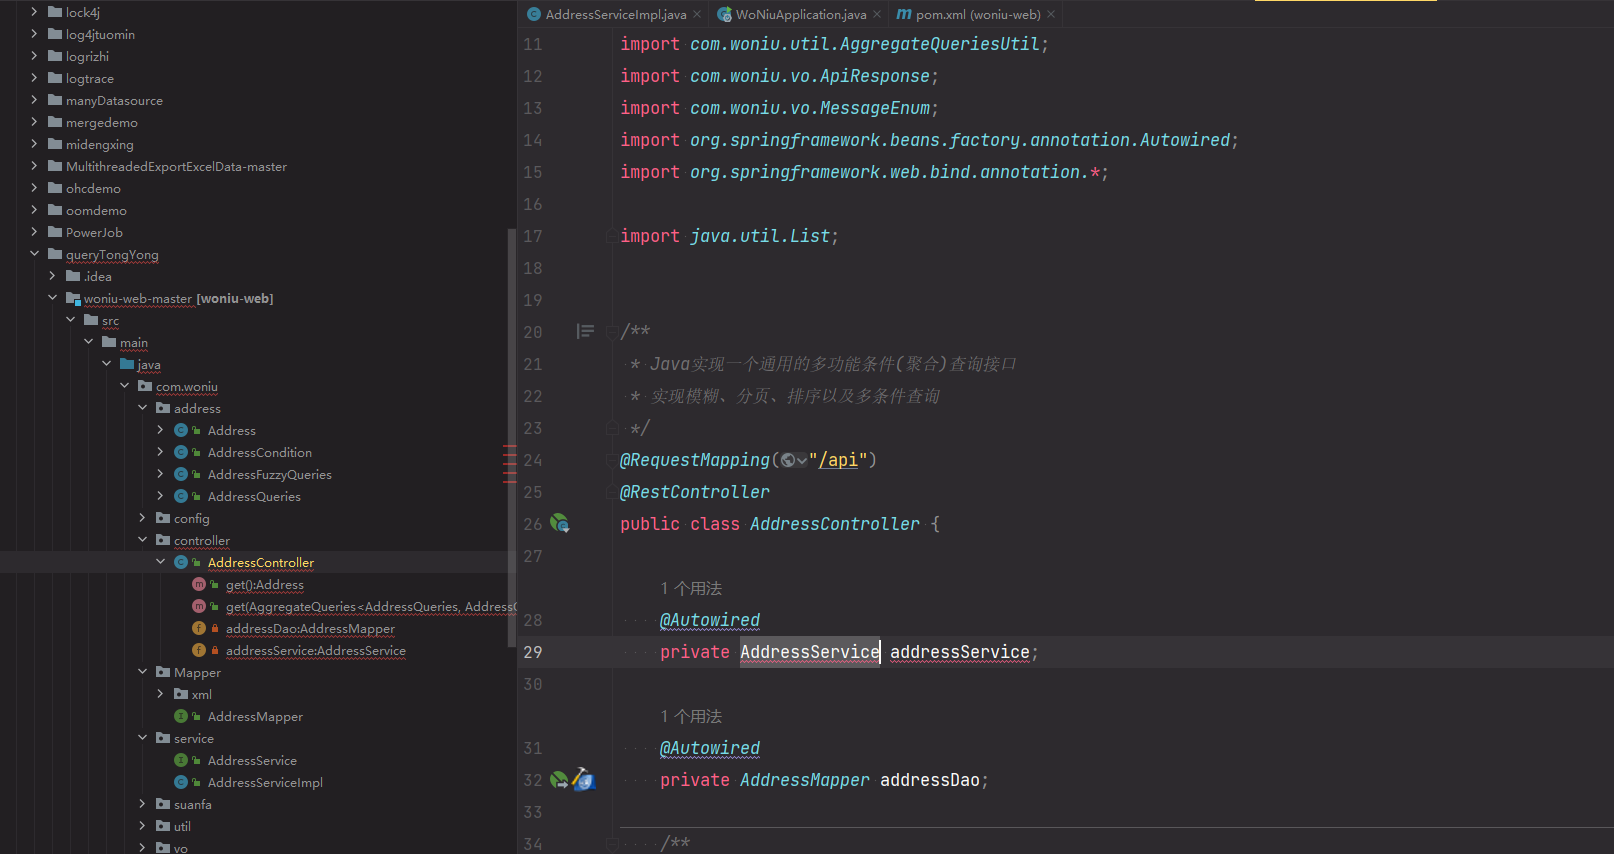 lock4j
log4jtuomin
logrizhi
logtrace
manyDatasource
mergedemo
midengxing
MultithreadedExportExcelData-master
ohcdemo
oomdemo
PowerJob
queryTongYong
.idea
woniu-web-master [woniu-web]
src
main
java
com.woniu
address
Address
AddressCondition
AddressFuzzyQueries
AddressQueries
config
controller
AddressController
get():Address
get(AggregateQueries<AddressQueries, AddressC
addressDao:AddressMapper
addressService:AddressService
Mapper
xml
AddressMapper
service
AddressService
AddressServiceImpl
suanfa
util
vo
AddressServiceImpl.java WoNiuApplication.java pom.xml (woniu-web)
11 import com.woniu.util.AggregateQueriesUtil;
12 import com.woniu.vo.ApiResponse;
13 import com.woniu.vo.MessageEnum;
14 import org.springframework.beans.factory.annotation.Autowired;
15 import org.springframework.web.bind.annotation.*;
16
17 import java.util.List;
18
19
20 /**
21 * Java实现一个通用的多功能条件(聚合)查询接口
22 * 实现模糊、分页、排序以及多条件查询
23 */
24 @RequestMapping("/api")
25 @RestController
26 public class AddressController {
27
1 个用法
28 @Autowired
29 private AddressService addressService;
30
1 个用法
31 @Autowired
32 private AddressMapper addressDao;
33
34 /**